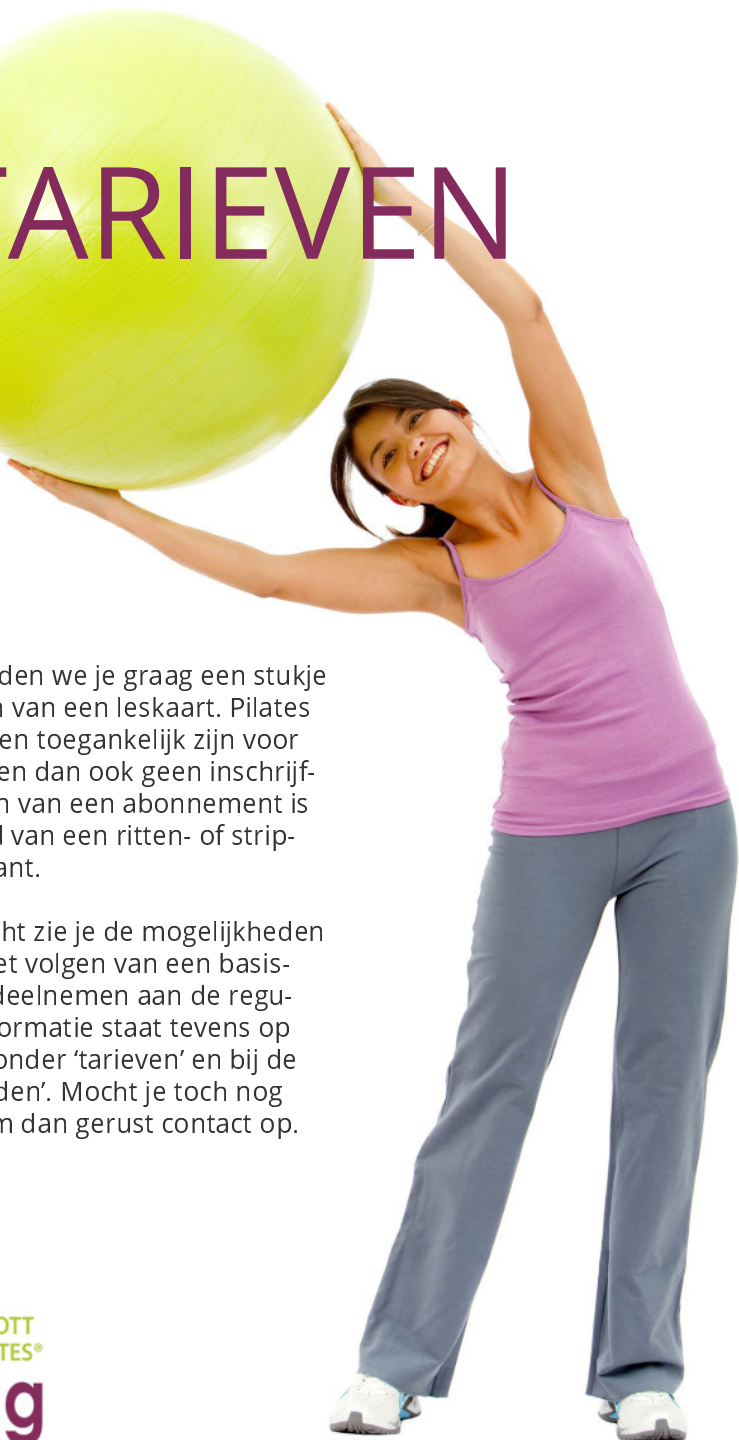 TARIEVEN
den we je graag een stukje
van een leskaart. Pilates
en toegankelijk zijn voor
en dan ook geen inschrijf-
n van een abonnement is
van een ritten- of strip-
ant.
ht zie je de mogelijkheden
et volgen van een basis-
deelnemen aan de regu-
ormatie staat tevens op
onder ‘tarieven’ en bij de
den’. Mocht je toch nog
m dan gerust contact op.
OTT
TES®
g